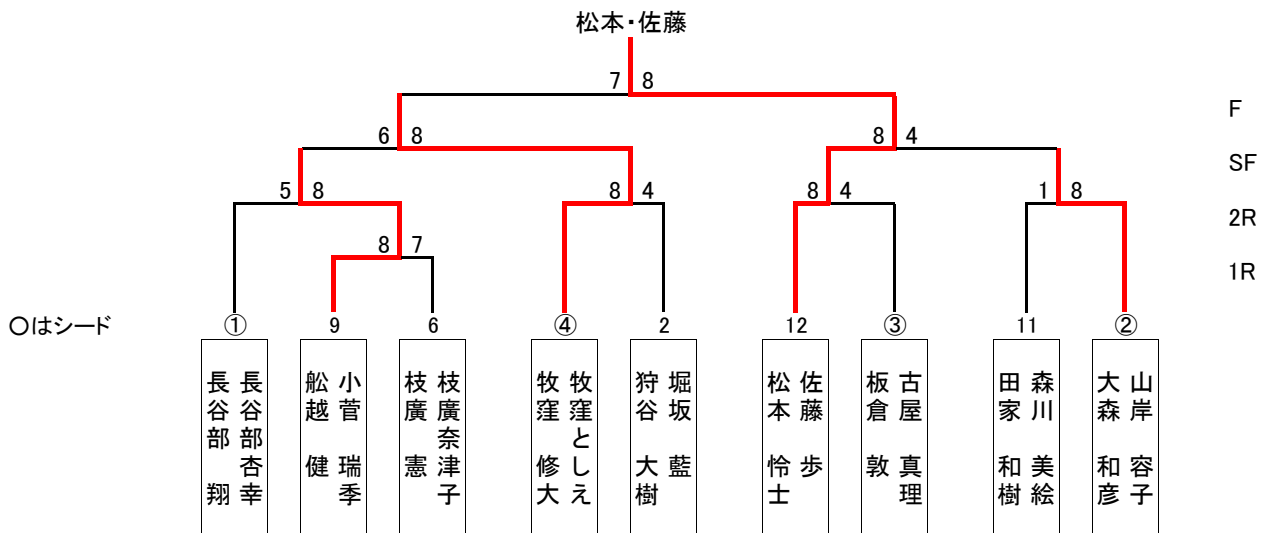 松本・佐藤
7 8
F
6 8
8 4
SF
5 8
8 4
8 4
1 8
2R
8 7
1R
〇はシード
① 9 6 ④ 2 12 ③ 11 ②
長谷部 翔
長谷部杏幸
舩越 健
小菅 瑞季
枝廣 憲
枝廣奈津子
牧窪 修大
牧窪としえ
狩谷 大樹
堀坂 藍
松本 怜士
佐藤 歩
板倉 敦
古屋 真理
田家 和樹
森川 美絵
大森 和彦
山岸 容子